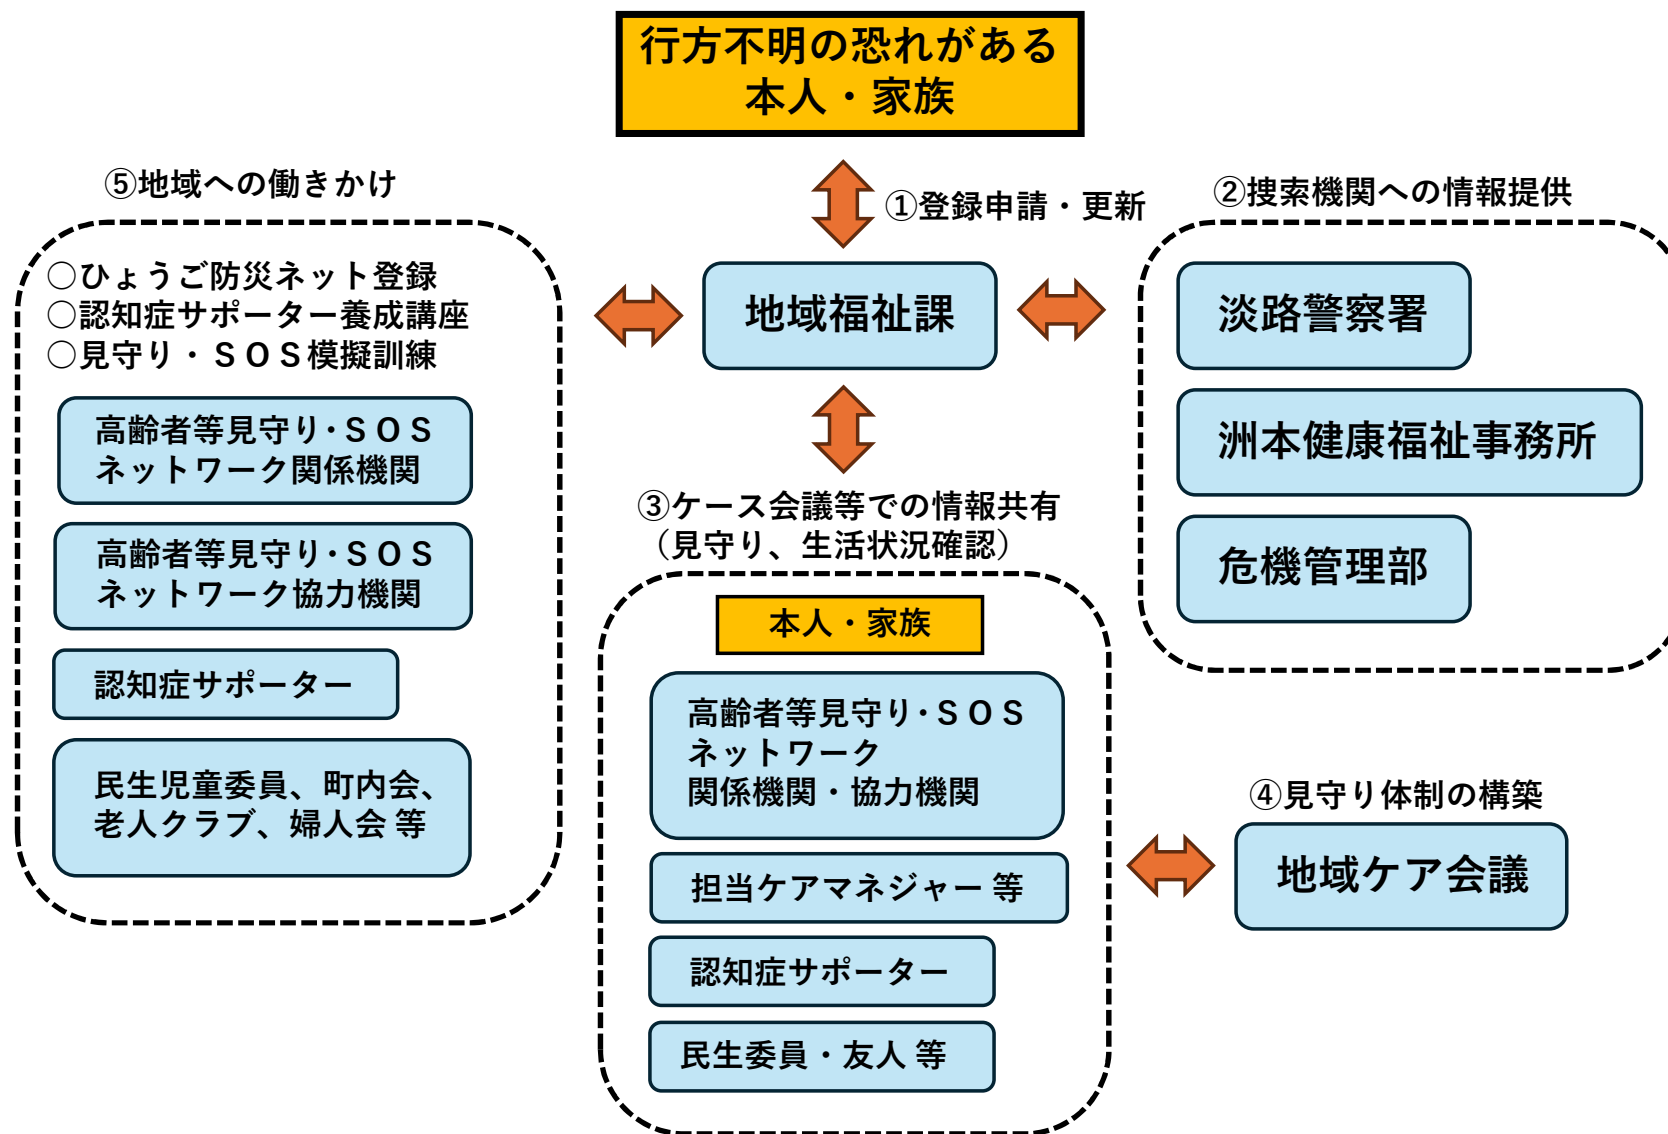 行方不明の恐れがある
本人・家族
①登録申請・更新
地域福祉課
⑤地域への働きかけ
○ひょうご防災ネット登録
○認知症サポーター養成講座
○見守り・ＳＯＳ模擬訓練
高齢者等見守り・ＳＯＳ
ネットワーク関係機関
高齢者等見守り・ＳＯＳ
ネットワーク協力機関
認知症サポーター
民生児童委員、町内会、
老人クラブ、婦人会 等
②捜索機関への情報提供
淡路警察署
洲本健康福祉事務所
危機管理部
③ケース会議等での情報共有
（見守り、生活状況確認）
本人・家族
高齢者等見守り・ＳＯＳ
ネットワーク
関係機関・協力機関
担当ケアマネジャー 等
認知症サポーター
民生委員・友人 等
④見守り体制の構築
地域ケア会議